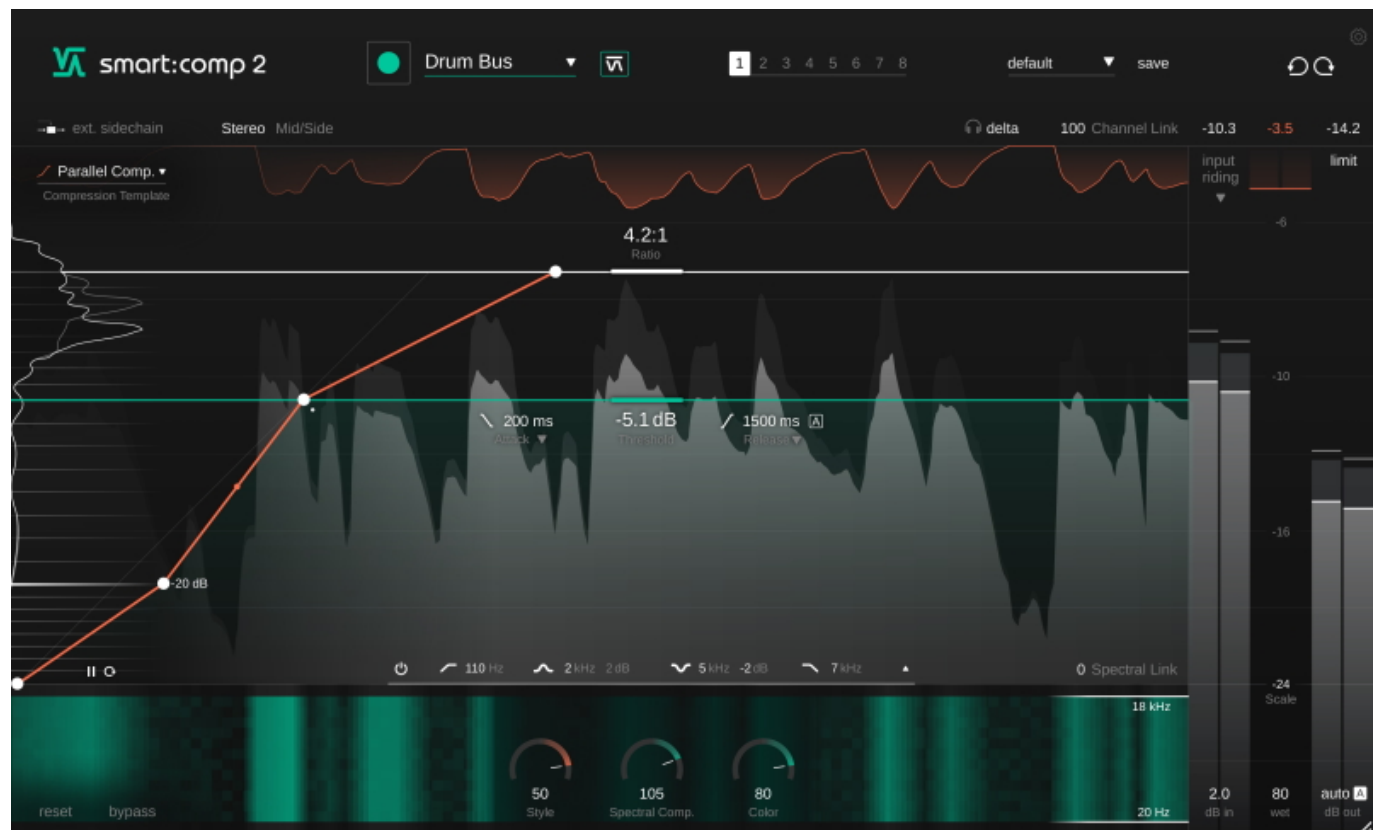 smart:comp 2
Drum Bus
1 2 3 4 5 6 7 8
default
save
ext. sidechain
Stereo Mid/Side
delta
100 Channel Link
-10.3
-3.5
-14.2
Parallel Comp.
Compression Template
input
riding
limit
4.2:1
Ratio
-6
-10
200 ms
Attack
-5.1 dB
Threshold
1500 ms A
Release
-16
-20 dB
110 Hz
2 kHz 2 dB
5 kHz -2 dB
7 kHz
0 Spectral Link
-24
Scale
18 kHz
50
Style
105
Spectral Comp.
80
Color
reset
bypass
20 Hz
2.0
dB in
80
wet
auto A
dB out